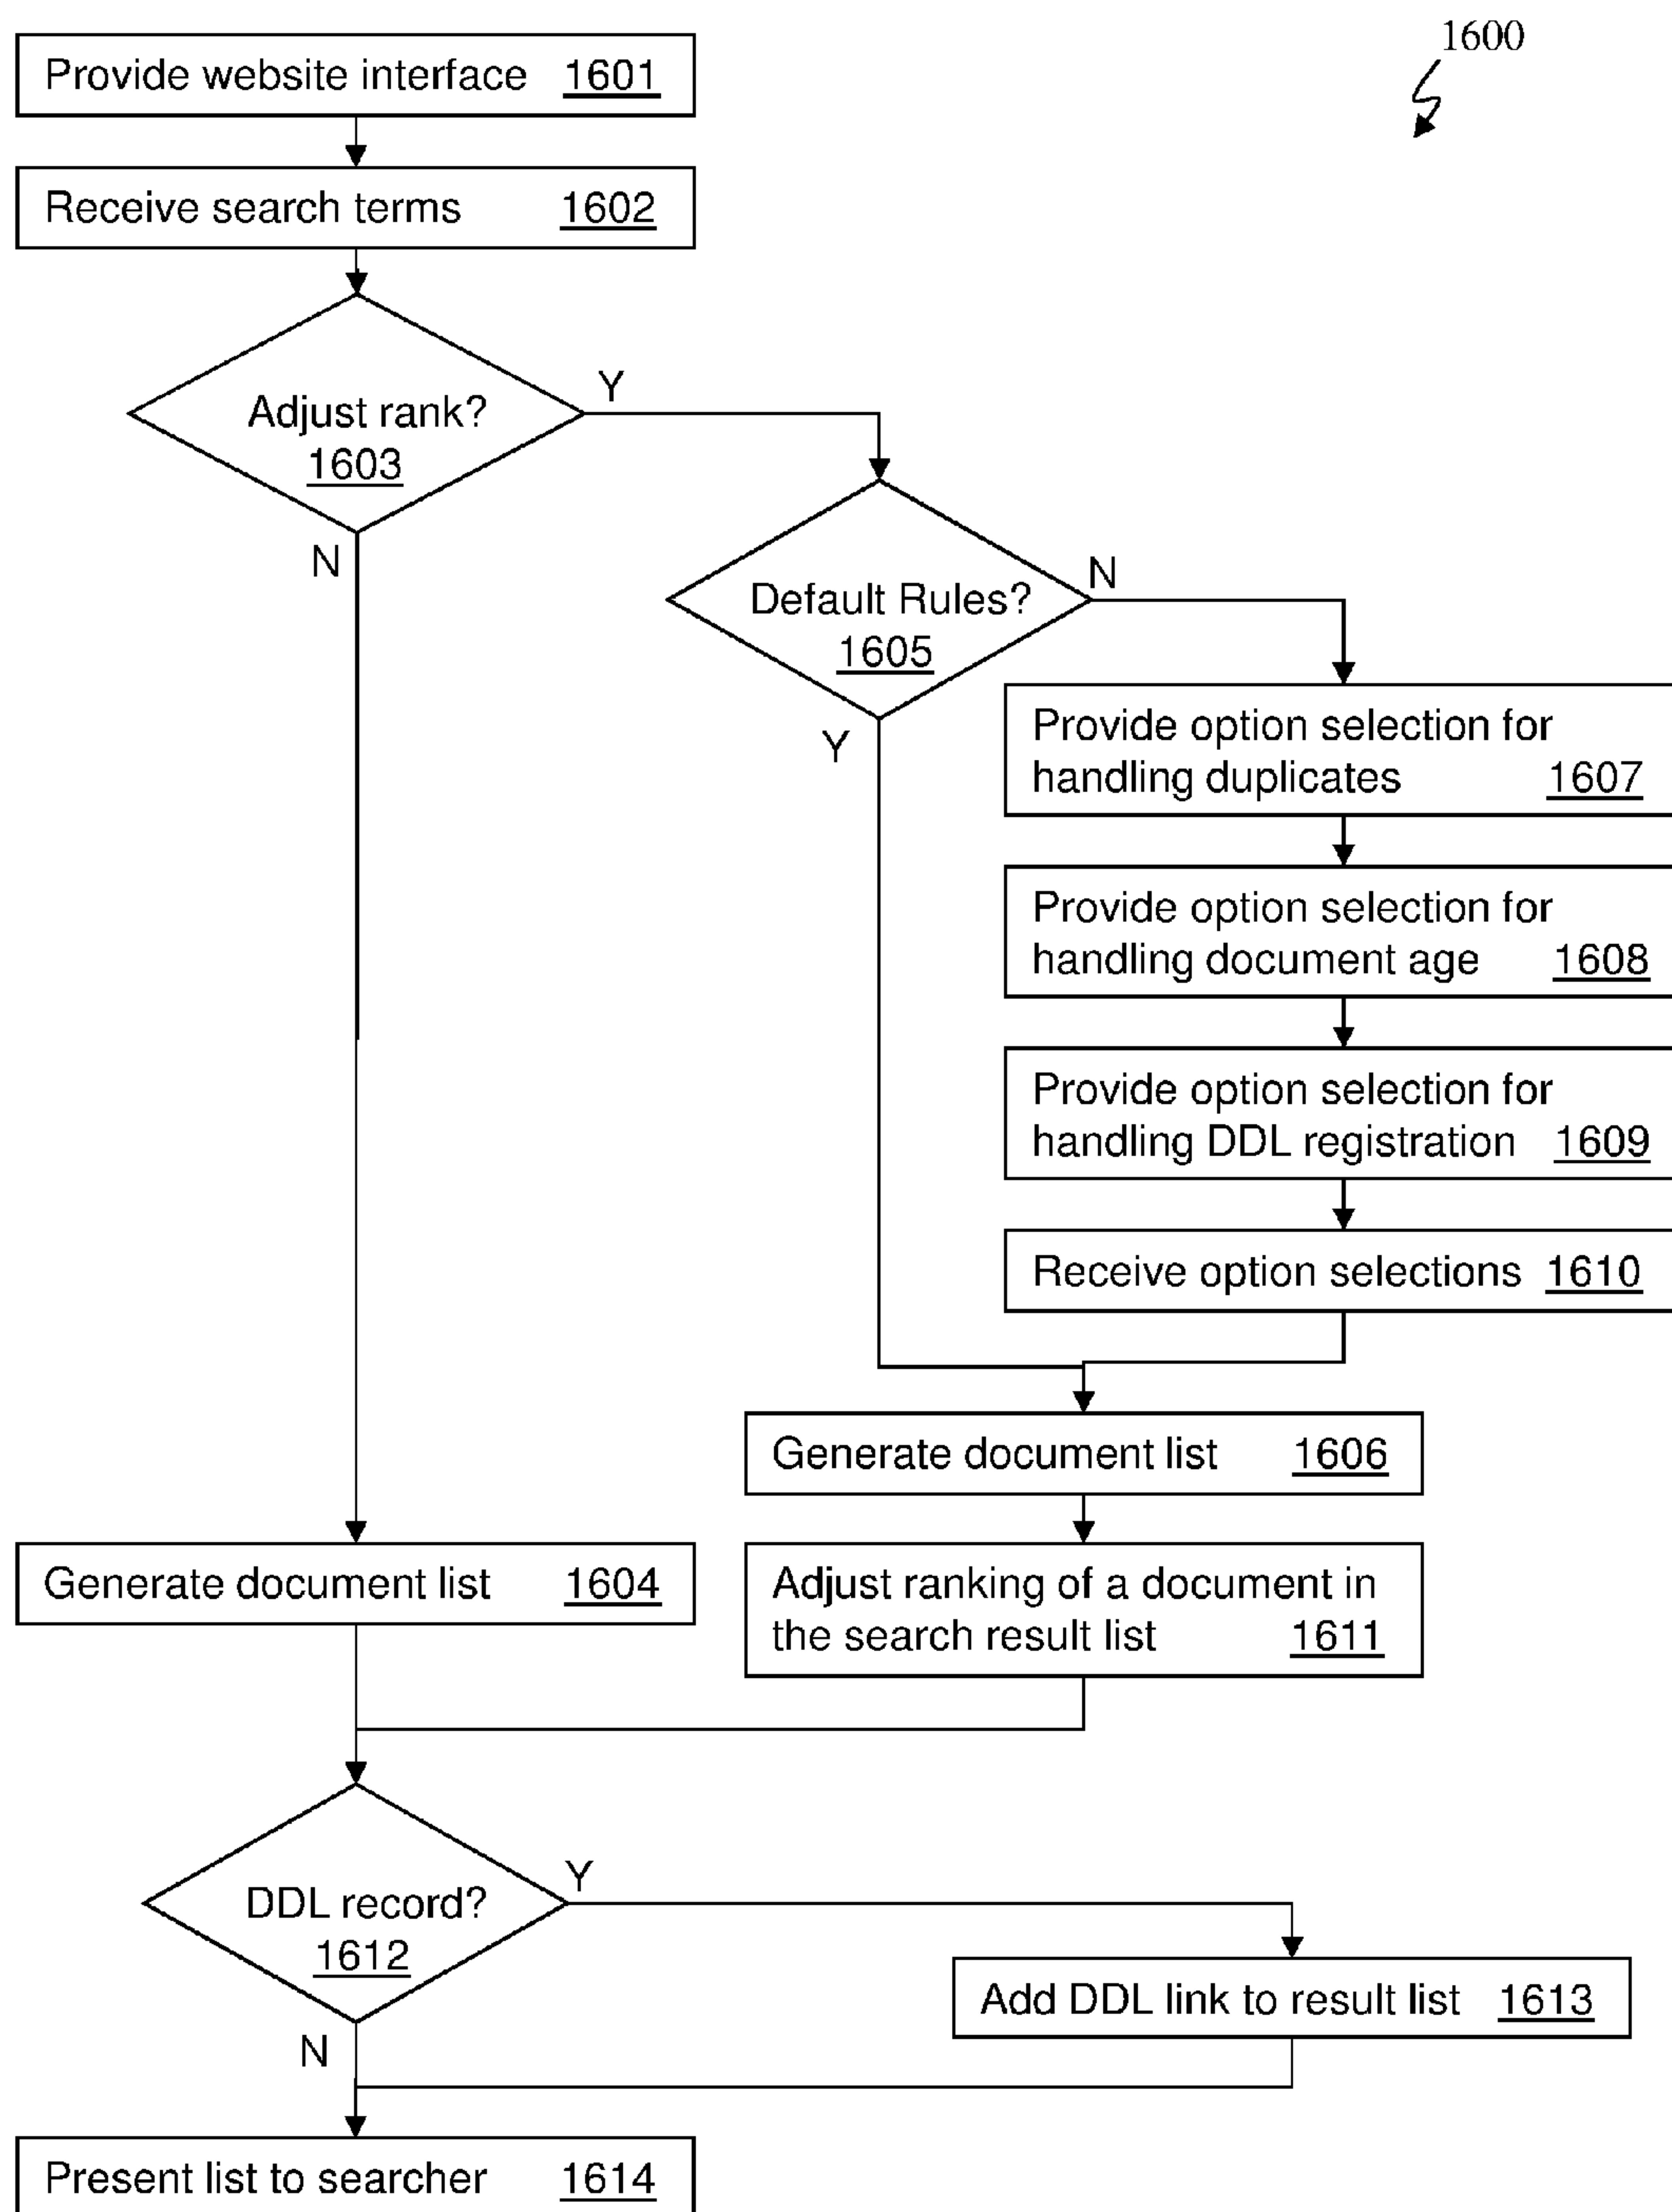 1600
Provide website interface 1601
Receive search terms 1602
Adjust rank?
1603
Y
N
Default Rules?
1605
N
Y
Provide option selection for
handling duplicates 1607
Provide option selection for
handling document age 1608
Provide option selection for
handling DDL registration 1609
Receive option selections 1610
Generate document list 1606
Generate document list 1604
Adjust ranking of a document in
the search result list 1611
DDL record?
1612
Y
N
Add DDL link to result list 1613
Present list to searcher 1614